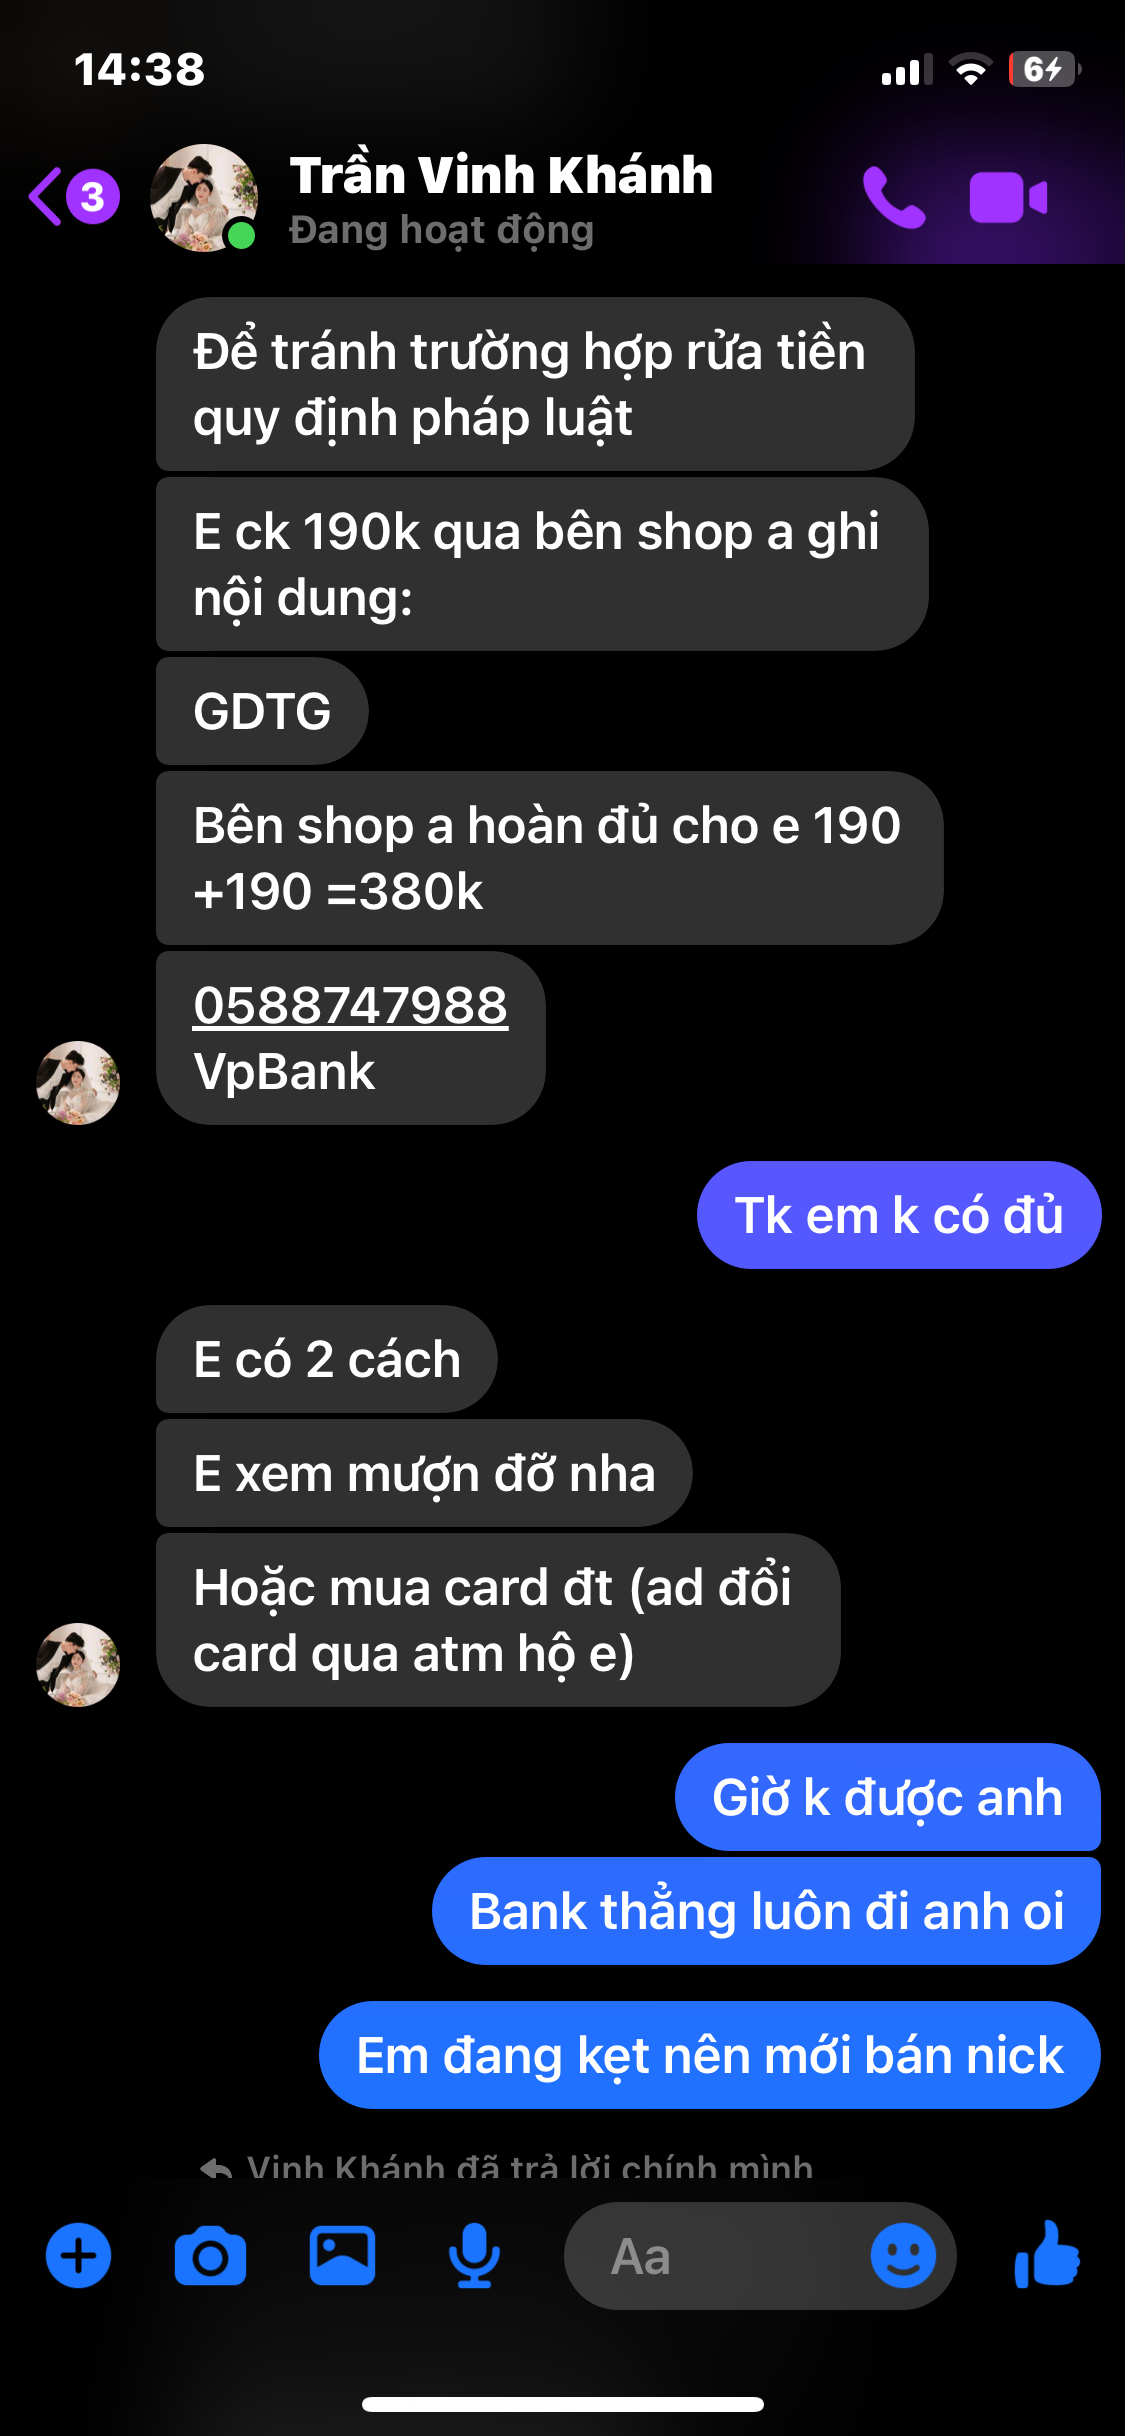 14:38
6
3
Trần Vinh Khánh
Đang hoạt động
Để tránh trường hợp rửa tiền
quy định pháp luật
E ck 190k qua bên shop a ghi
nội dung:
GDTG
Bên shop a hoàn đủ cho e 190
+190 =380k
0588747988
VpBank
Tk em k có đủ
E có 2 cách
E xem mượn đỡ nha
Hoặc mua card đt (ad đổi
card qua atm hộ e)
Giờ k được anh
Bank thẳng luôn đi anh oi
Em đang kẹt nên mới bán nick
Vinh Khánh đã trả lời chính mình
Aa